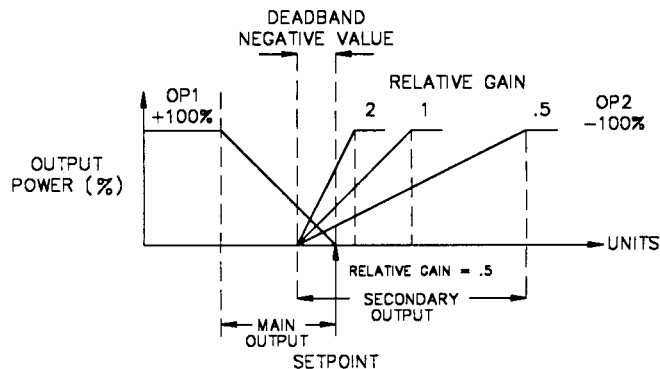 DEADBAND
NEGATIVE VALUE
RELATIVE GAIN
OP1
+100%
2
1
.5
OP2
-100%
OUTPUT
POWER (%)
UNITS
RELATIVE GAIN = .5
SECONDARY
OUTPUT
MAIN
OUTPUT
SETPOINT